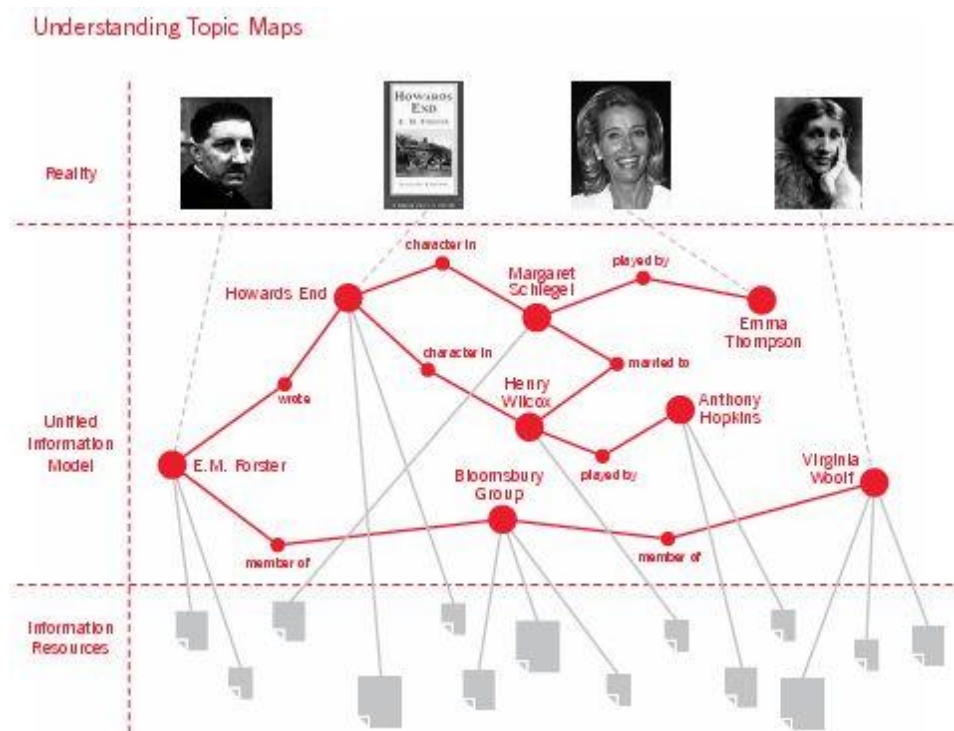 Understanding Topic Maps
HOWARDS
END
E. M. FORSTER
Reality
character in
Margaret
Schlegel
played by
Howards End
Emma
Thompson
character in
married to
Henry
Wilcox
wrote
Anthony
Hopkins
Unified
Information
Model
E.M. Forster
played by
Bloomsbury
Group
Virginia
Woolf
member of
member of
Information
Resources